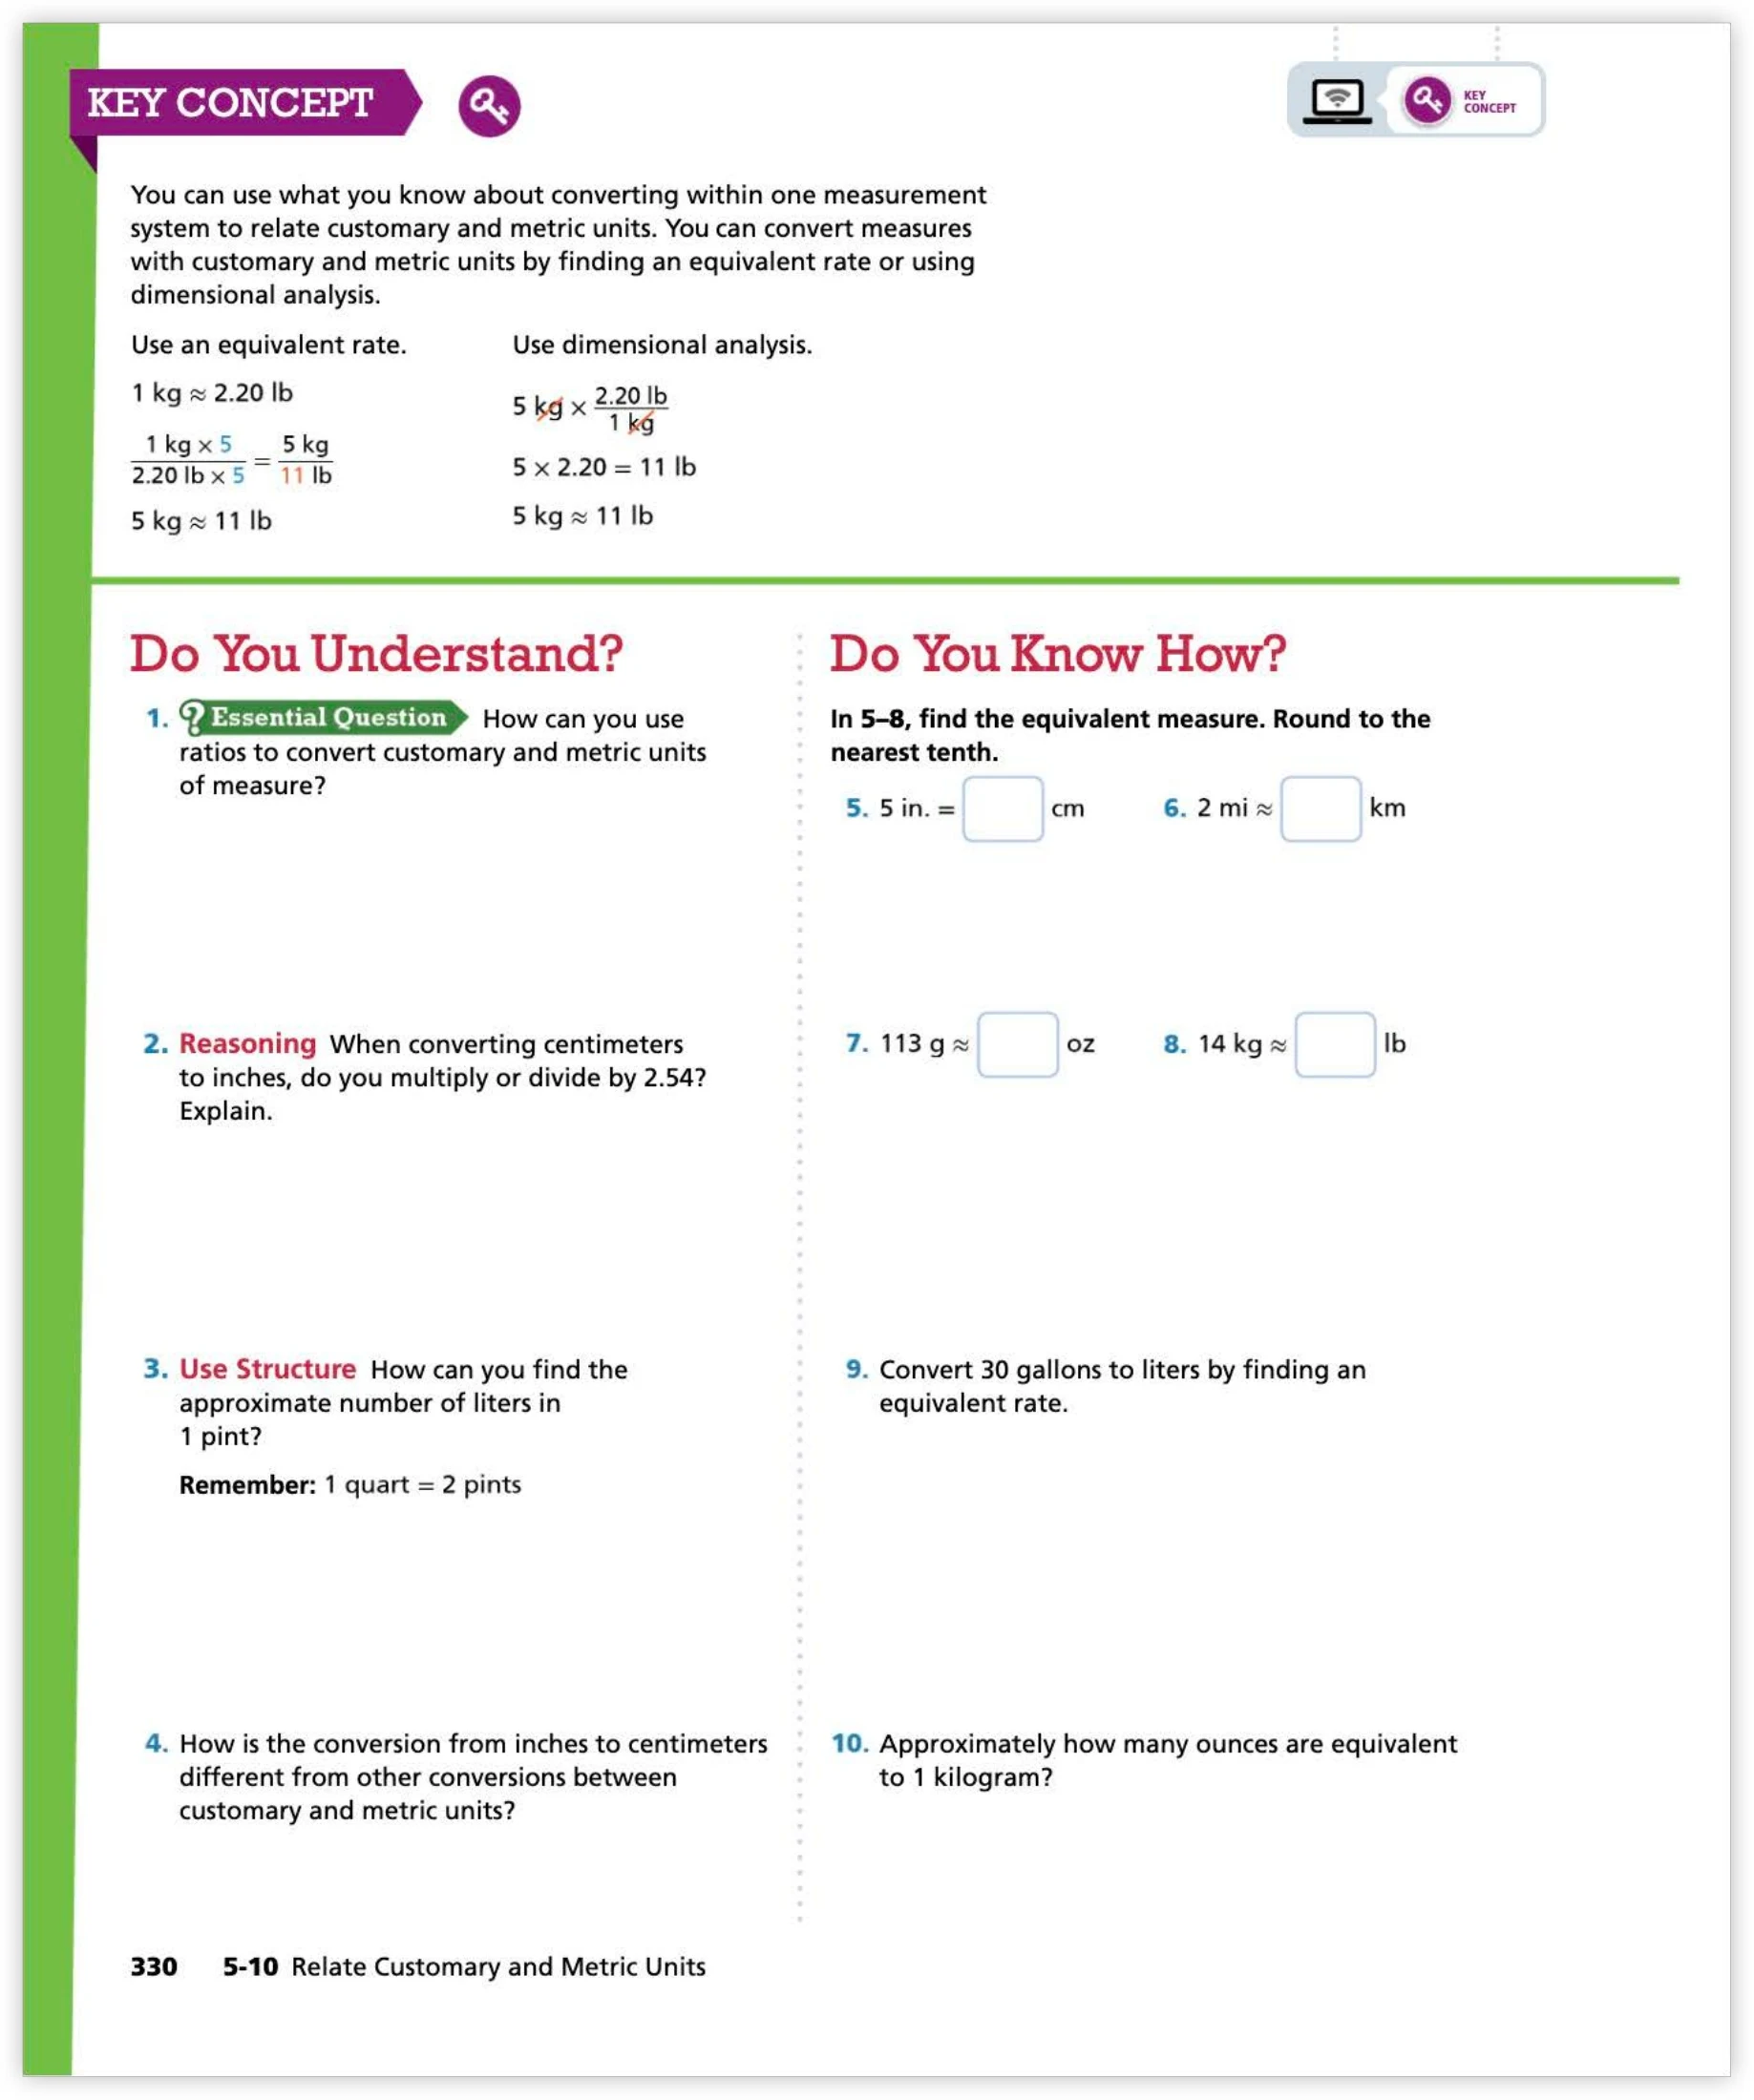 KEY CONCEPT
KEY
CONCEPT
You can use what you know about converting within one measurement
system to relate customary and metric units. You can convert measures
with customary and metric units by finding an equivalent rate or using
dimensional analysis.
Use an equivalent rate.
1 kg ≈ 2.20 lb
1 kg × 5 / 2.20 lb × 5 = 5 kg / 11 lb
5 kg ≈ 11 lb
Use dimensional analysis.
5 kg × 2.20 lb / 1 kg
5 × 2.20 = 11 lb
5 kg ≈ 11 lb
Do You Understand?
1. ? Essential Question How can you use
ratios to convert customary and metric units
of measure?
2. Reasoning When converting centimeters
to inches, do you multiply or divide by 2.54?
Explain.
3. Use Structure How can you find the
approximate number of liters in
1 pint?
Remember: 1 quart = 2 pints
4. How is the conversion from inches to centimeters
different from other conversions between
customary and metric units?
Do You Know How?
In 5–8, find the equivalent measure. Round to the
nearest tenth.
5. 5 in. = cm 6. 2 mi ≈ km
7. 113 g ≈ oz 8. 14 kg ≈ lb
9. Convert 30 gallons to liters by finding an
equivalent rate.
10. Approximately how many ounces are equivalent
to 1 kilogram?
330 5-10 Relate Customary and Metric Units